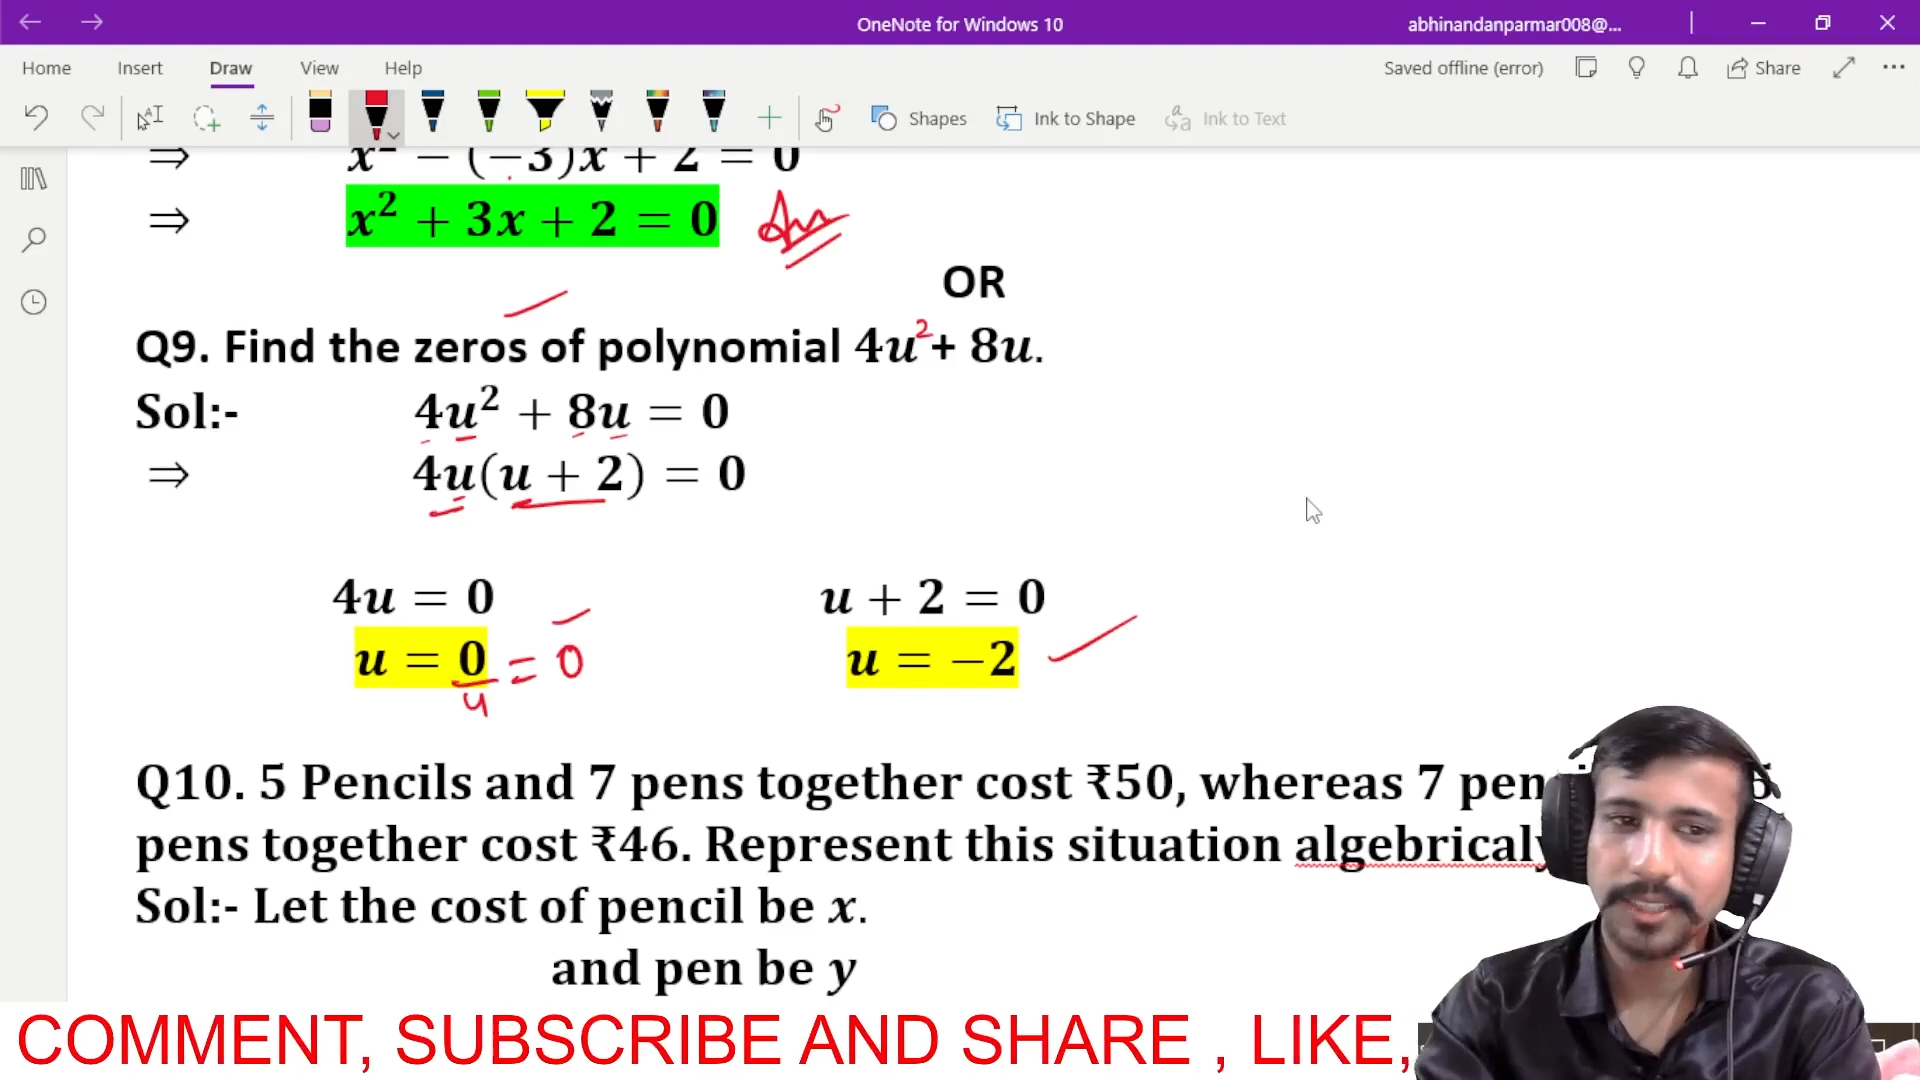 OneNote for Windows 10
abhinandanparmar008@...
Home Insert Draw View Help
Saved offline (error) Share
Shapes Ink to Shape Ink to Text
⇒ x² − (−3)x + 2 = 0
⇒ x² + 3x + 2 = 0 Ans
OR
Q9. Find the zeros of polynomial 4u²+ 8u.
Sol:- 4u² + 8u = 0
⇒ 4u(u + 2) = 0
4u = 0 u + 2 = 0
u = 0/4 = 0 u = −2
Q10. 5 Pencils and 7 pens together cost ₹50, whereas 7
pens together cost ₹46. Represent this situation algebricaly
Sol:- Let the cost of pencil be x.
and pen be y
COMMENT, SUBSCRIBE AND SHARE , LIKE,